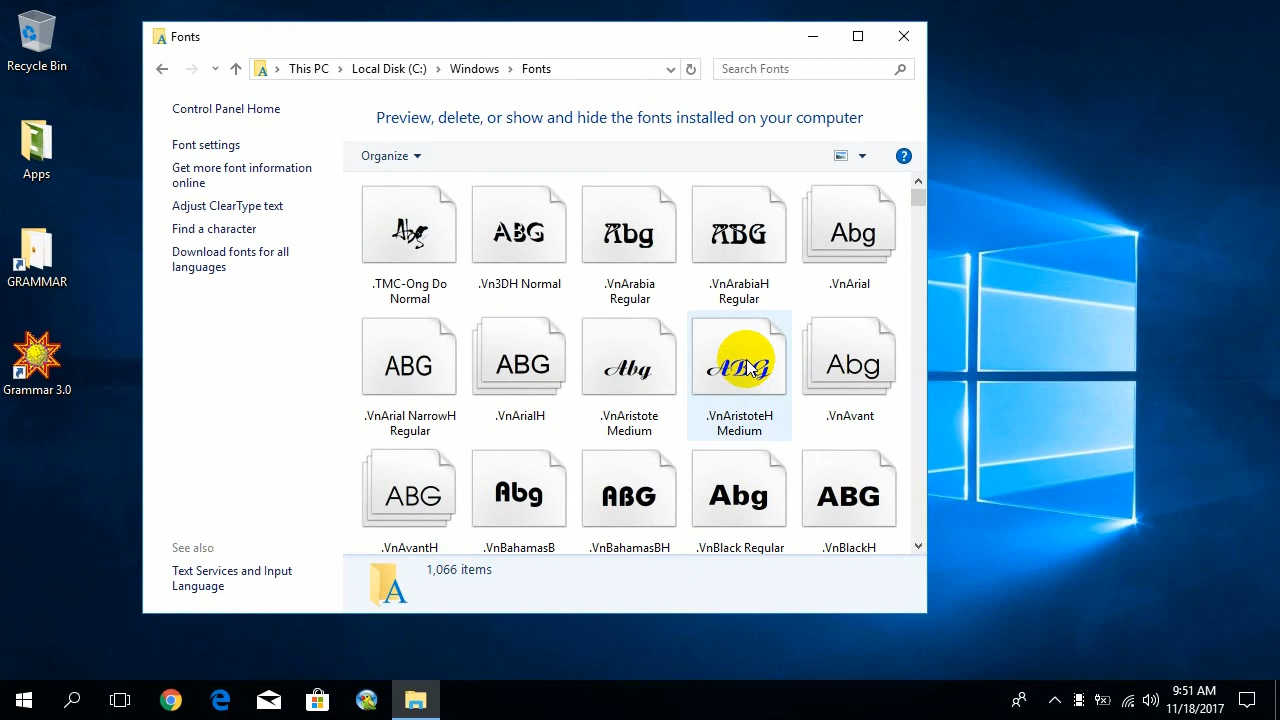 Recycle Bin
Apps
GRAMMAR
Grammar 3.0
Fonts
This PC
Local Disk (C:)
Windows
Fonts
Search Fonts
Control Panel Home
Font settings
Get more font information
online
Adjust ClearType text
Find a character
Download fonts for all
languages
See also
Text Services and Input
Language
Preview, delete, or show and hide the fonts installed on your computer
Organize
?
Abg ABG Abg ABG Abg
.TMC-Ong Do
Normal
.Vn3DH Normal
.VnArabia
Regular
.VnArabiaH
Regular
.VnArial
ABG ABG Abg ABG Abg
.VnArial NarrowH
Regular
.VnArialH
.VnAristote
Medium
.VnAristoteH
Medium
.VnAvant
ABG Abg ABG Abg ABG
.VnAvantH
.VnBahamasB
.VnBahamasBH
.VnBlack Regular
.VnBlackH
A
1,066 items
9:51 AM
11/18/2017